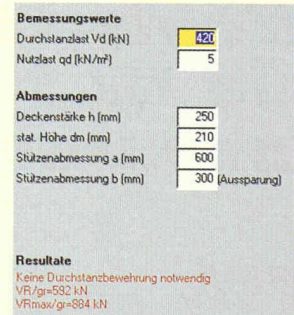 Bemessungswerte
Durchstanzlast Vd (kN) 420
Nutzlast qd (kN/m²) 5
Abmessungen
Deckenstärke h (mm) 250
stat. Höhe dm (mm) 210
Stützenabmessung a (mm) 600
Stützenabmessung b (mm) 300 (Aussparung)
Resultate
Keine Durchstanzbewehrung notwendig
VR/gr=592 kN
VRmax/gr=884 kN